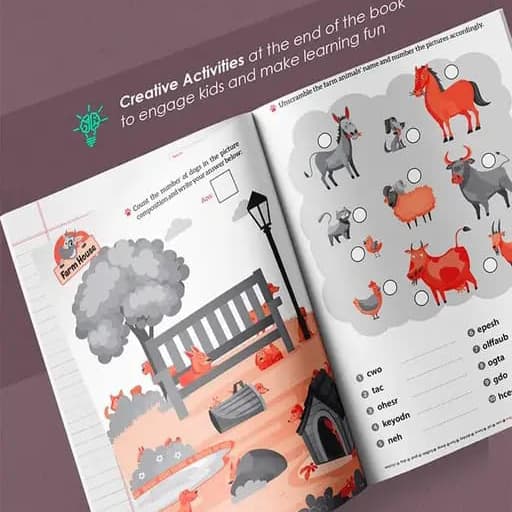 Creative Activities at the end of the book
to engage kids and make learning fun
Count the number of dogs in the picture
composition and write your answer below:
Ans
Farm House
Unscramble the farm animals' name and number the pictures accordingly.
1 cwo
2 tac
3 ohesr
4 keyodn
5 neh
6 epesh
7 olffaub
8 ogta
9 gdo
10